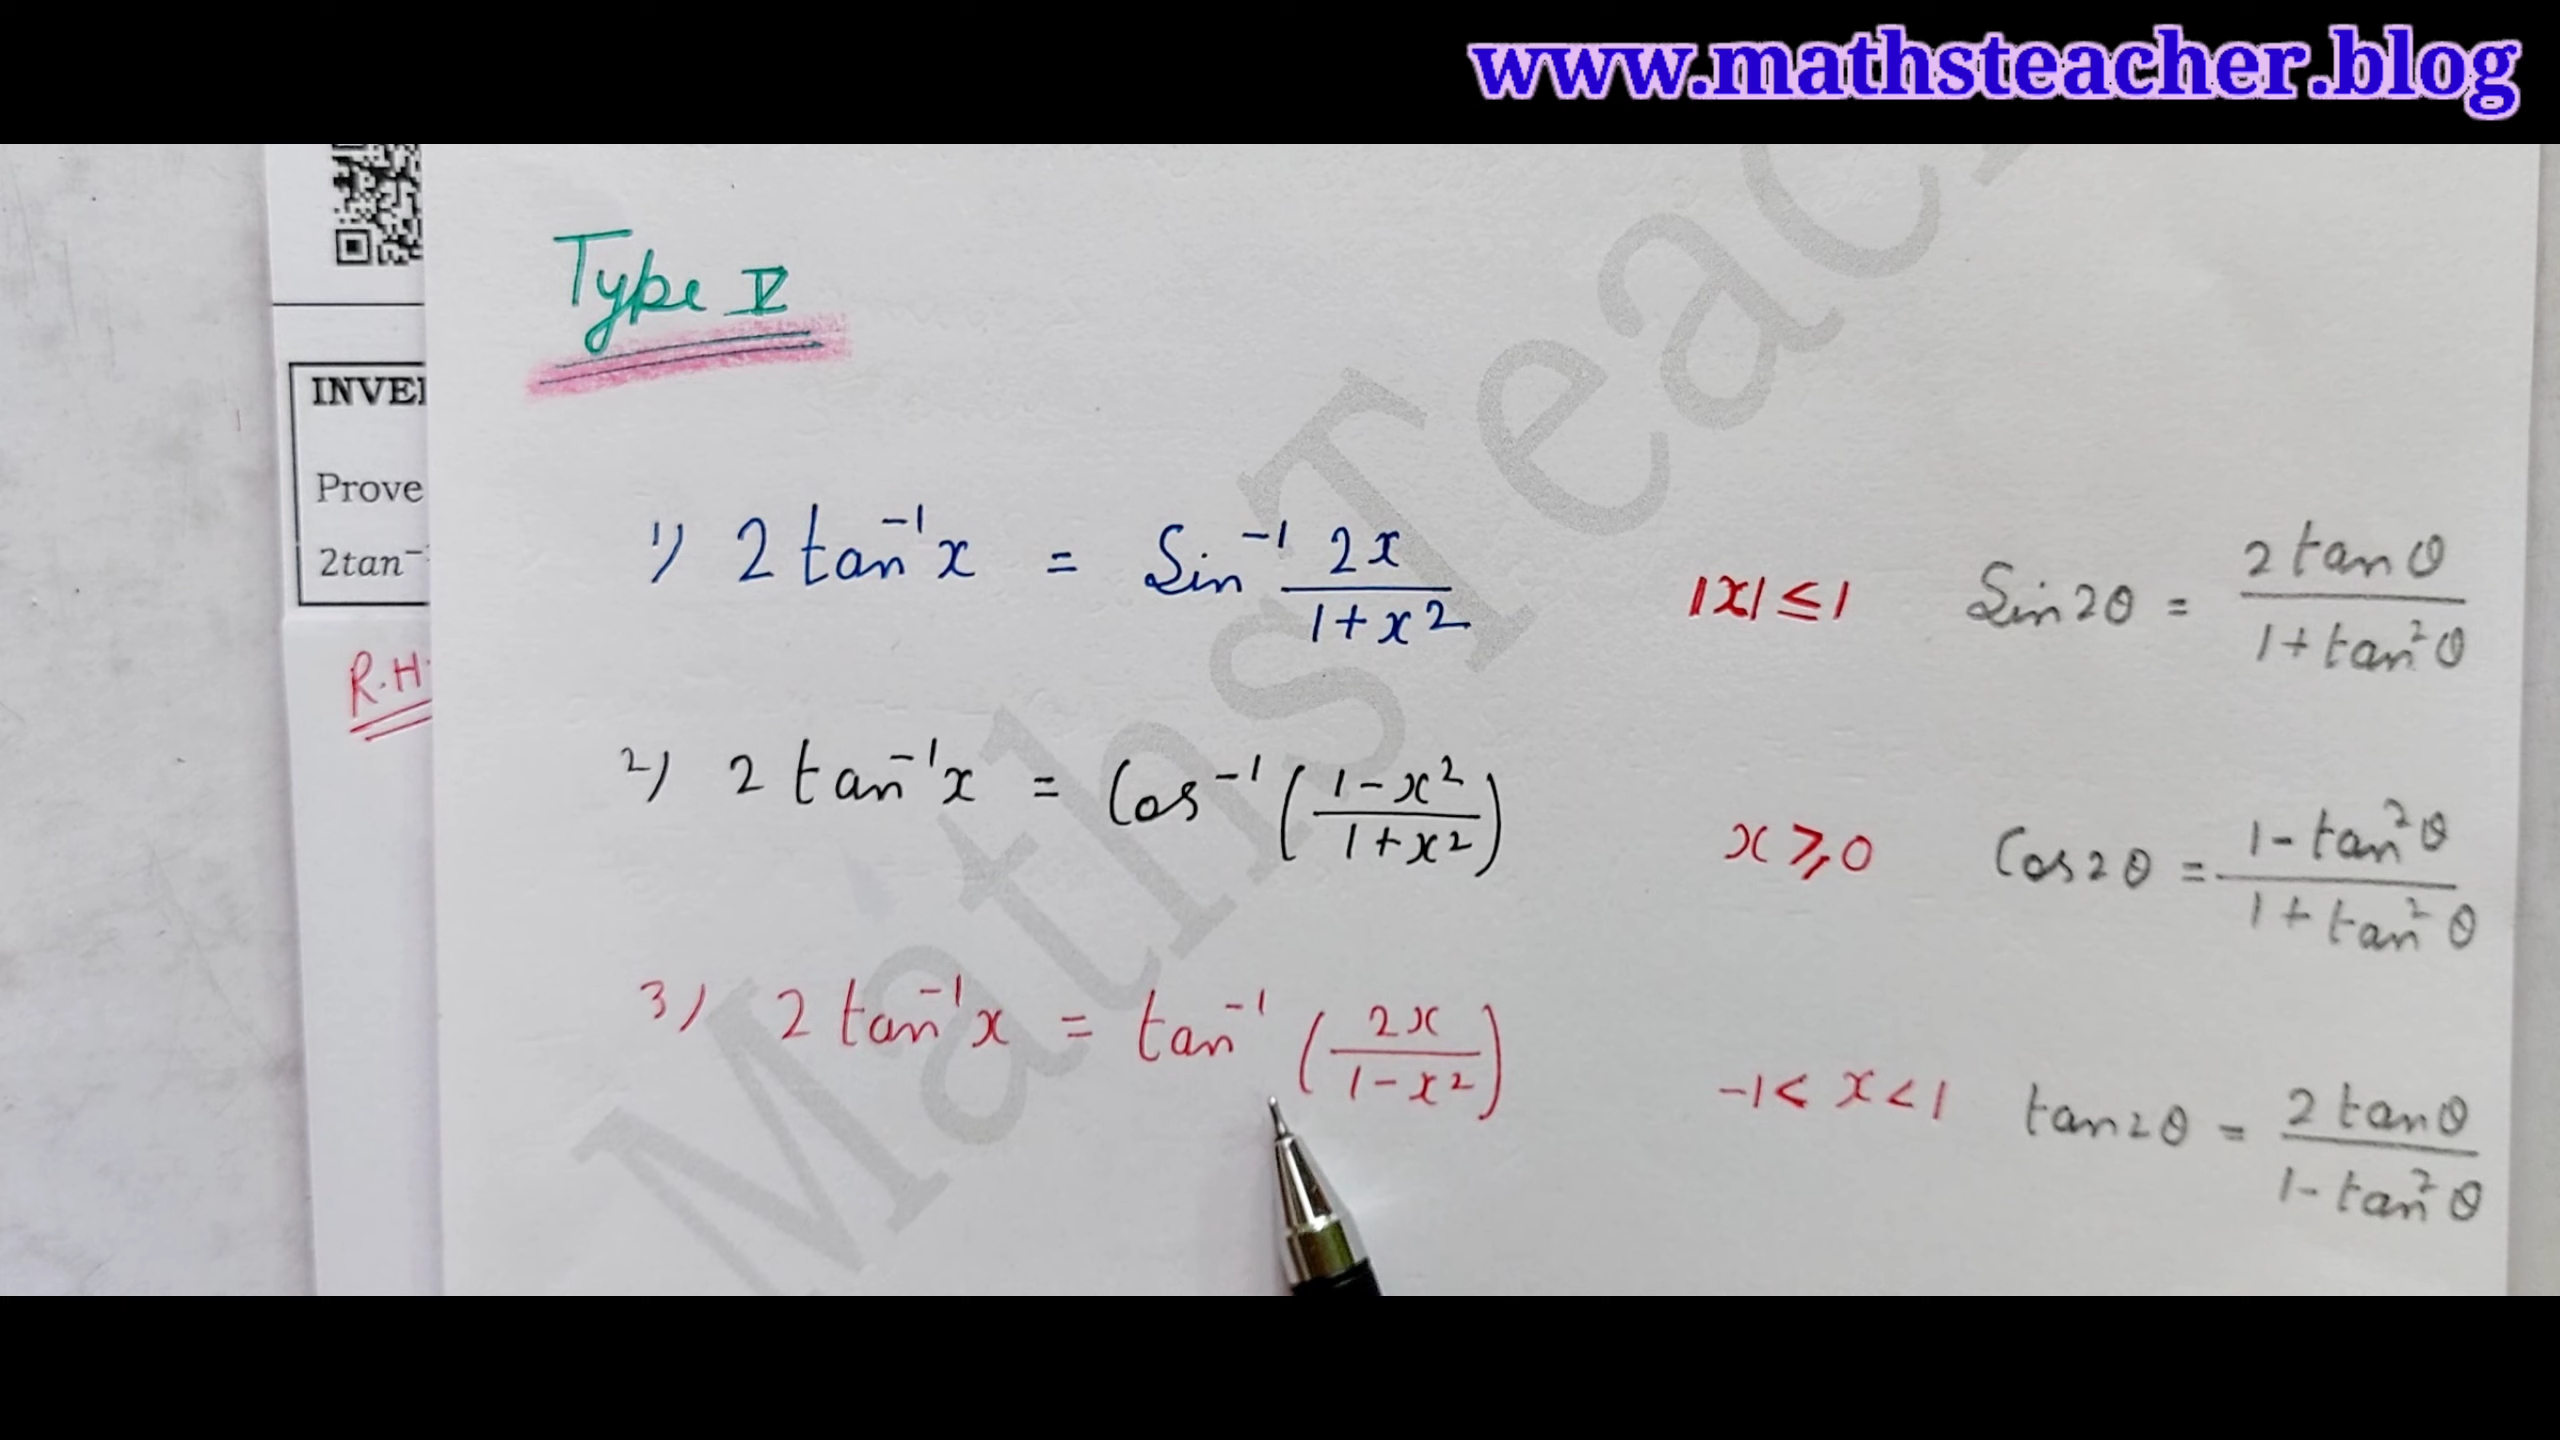 www.mathsteacher.blog
Type V
INVE
Prove
2tan⁻
R.H.
1) 2 tan⁻¹x = Sin⁻¹ 2x/(1+x²) |x| ≤ 1 Sin2θ = 2tanθ/(1+tan²θ)
2) 2 tan⁻¹x = Cos⁻¹ ((1-x²)/(1+x²)) x ≥ 0 Cos2θ = (1-tan²θ)/(1+tan²θ)
3) 2 tan⁻¹x = tan⁻¹ (2x/(1-x²)) -1 < x < 1 tan2θ = 2tanθ/(1-tan²θ)
MathsTeac